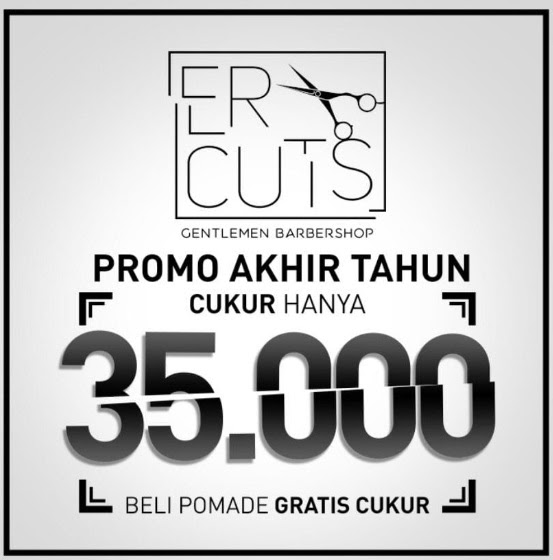 ER
CUTS
GENTLEMEN BARBERSHOP
PROMO AKHIR TAHUN
CUKUR HANYA
35.000
BELI POMADE GRATIS CUKUR